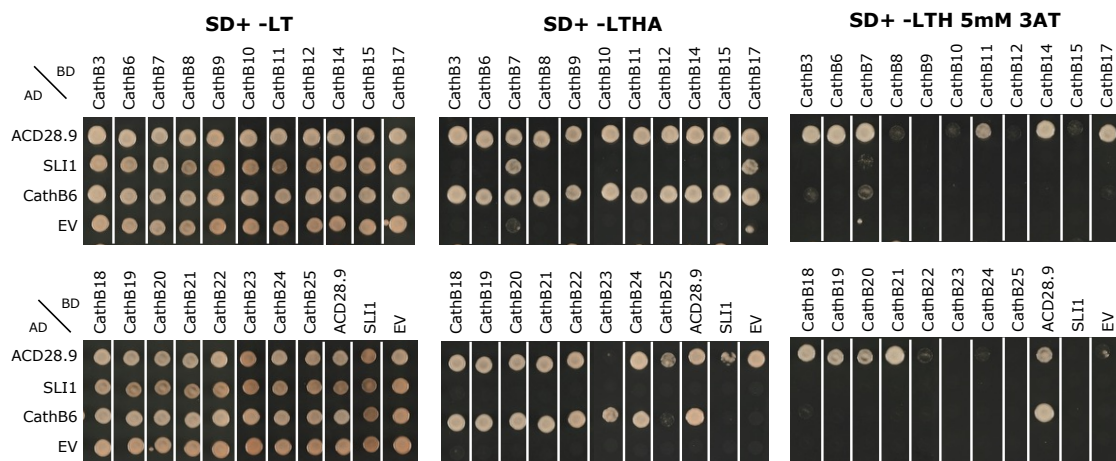 SD+ -LT
SD+ -LTHA
SD+ -LTH 5mM 3AT
BD
AD
CathB3
CathB6
CathB7
CathB8
CathB9
CathB10
CathB11
CathB12
CathB14
CathB15
CathB17
CathB3
CathB6
CathB7
CathB8
CathB9
CathB10
CathB11
CathB12
CathB14
CathB15
CathB17
CathB3
CathB6
CathB7
CathB8
CathB9
CathB10
CathB11
CathB12
CathB14
CathB15
CathB17
ACD28.9
SLI1
CathB6
EV
BD
AD
CathB18
CathB19
CathB20
CathB21
CathB22
CathB23
CathB24
CathB25
ACD28.9
SLI1
EV
CathB18
CathB19
CathB20
CathB21
CathB22
CathB23
CathB24
CathB25
ACD28.9
SLI1
EV
CathB18
CathB19
CathB20
CathB21
CathB22
CathB23
CathB24
CathB25
ACD28.9
SLI1
EV
ACD28.9
SLI1
CathB6
EV